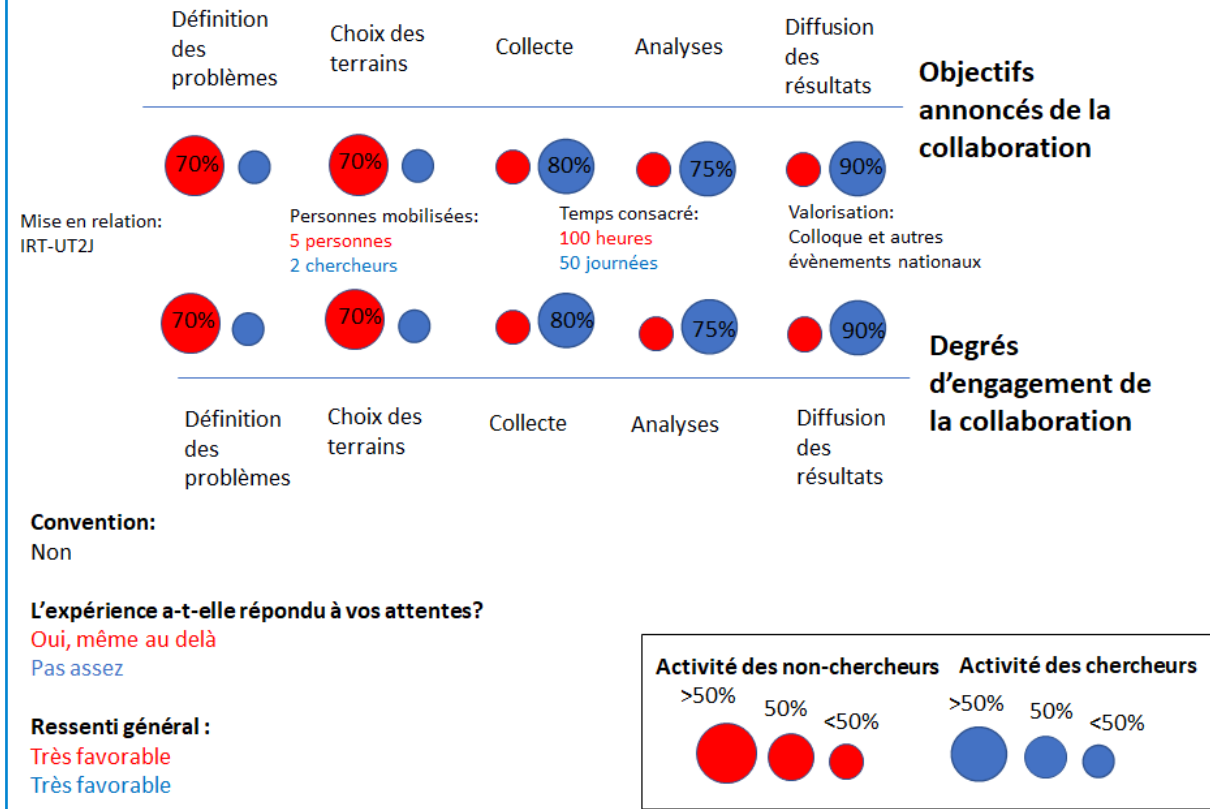 Définition
des
problèmes
Choix des
terrains
Collecte
Analyses
Diffusion
des
résultats
Objectifs
annoncés de la
collaboration
70%
70%
80%
75%
90%
Mise en relation:
IRT-UT2J
Personnes mobilisées:
5 personnes
2 chercheurs
Temps consacré:
100 heures
50 journées
Valorisation:
Colloque et autres
évènements nationaux
70%
70%
80%
75%
90%
Degrés
d'engagement de
la collaboration
Définition
des
problèmes
Choix des
terrains
Collecte
Analyses
Diffusion
des
résultats
Convention:
Non
L'expérience a-t-elle répondu à vos attentes?
Oui, même au delà
Pas assez
Ressenti général :
Très favorable
Très favorable
Activité des non-chercheurs
>50%
50%
<50%
Activité des chercheurs
>50%
50%
<50%